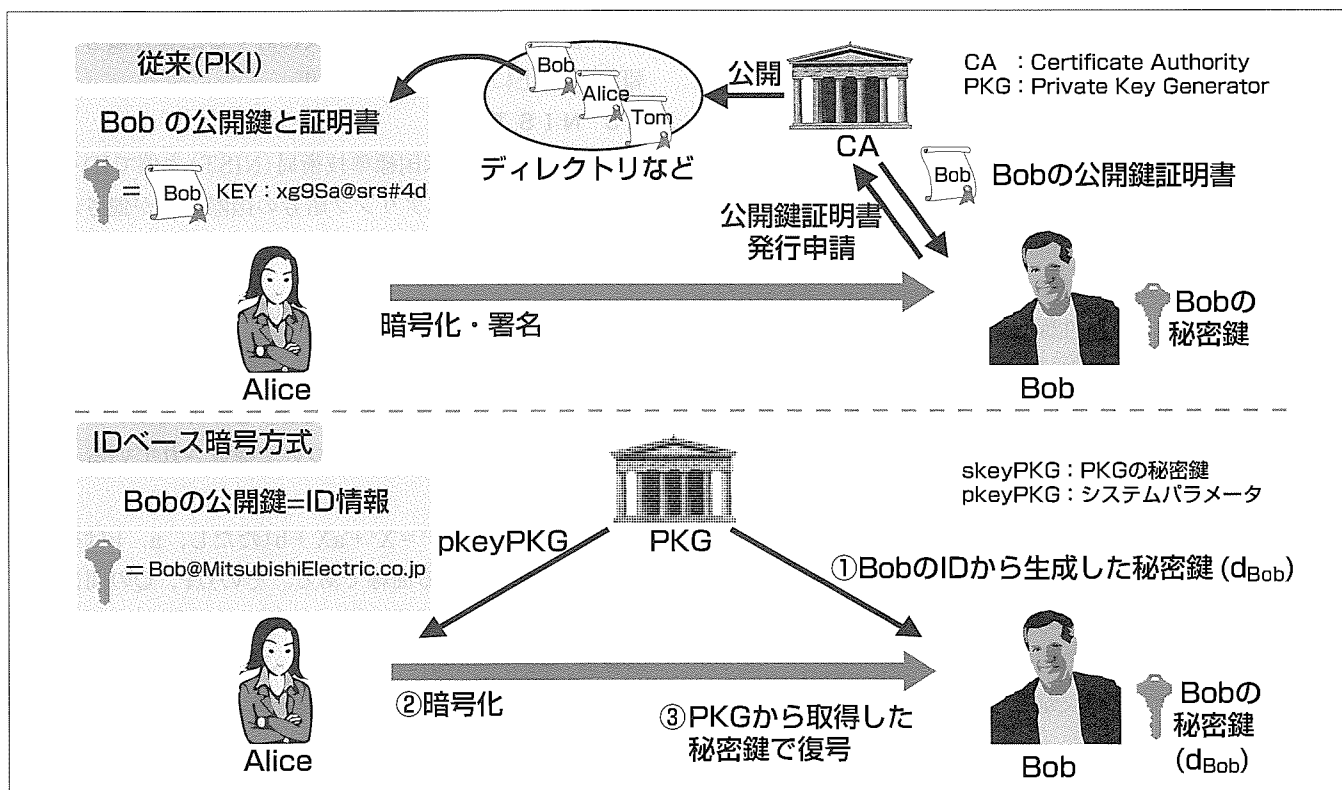 従来(PKI)
Bob の公開鍵と証明書
= Bob KEY：xg9Sa@srs#4d
Bob
Alice
Tom
ディレクトリなど
公開
CA
CA ：Certificate Authority
PKG：Private Key Generator
Bob
Bobの公開鍵証明書
公開鍵証明書
発行申請
暗号化・署名
Alice
Bobの
秘密鍵
Bob
IDベース暗号方式
Bobの公開鍵=ID情報
= Bob@MitsubishiElectric.co.jp
pkeyPKG
PKG
skeyPKG：PKGの秘密鍵
pkeyPKG：システムパラメータ
①BobのIDから生成した秘密鍵 (dBob)
②暗号化
③PKGから取得した
秘密鍵で復号
Alice
Bobの
秘密鍵
(dBob)
Bob